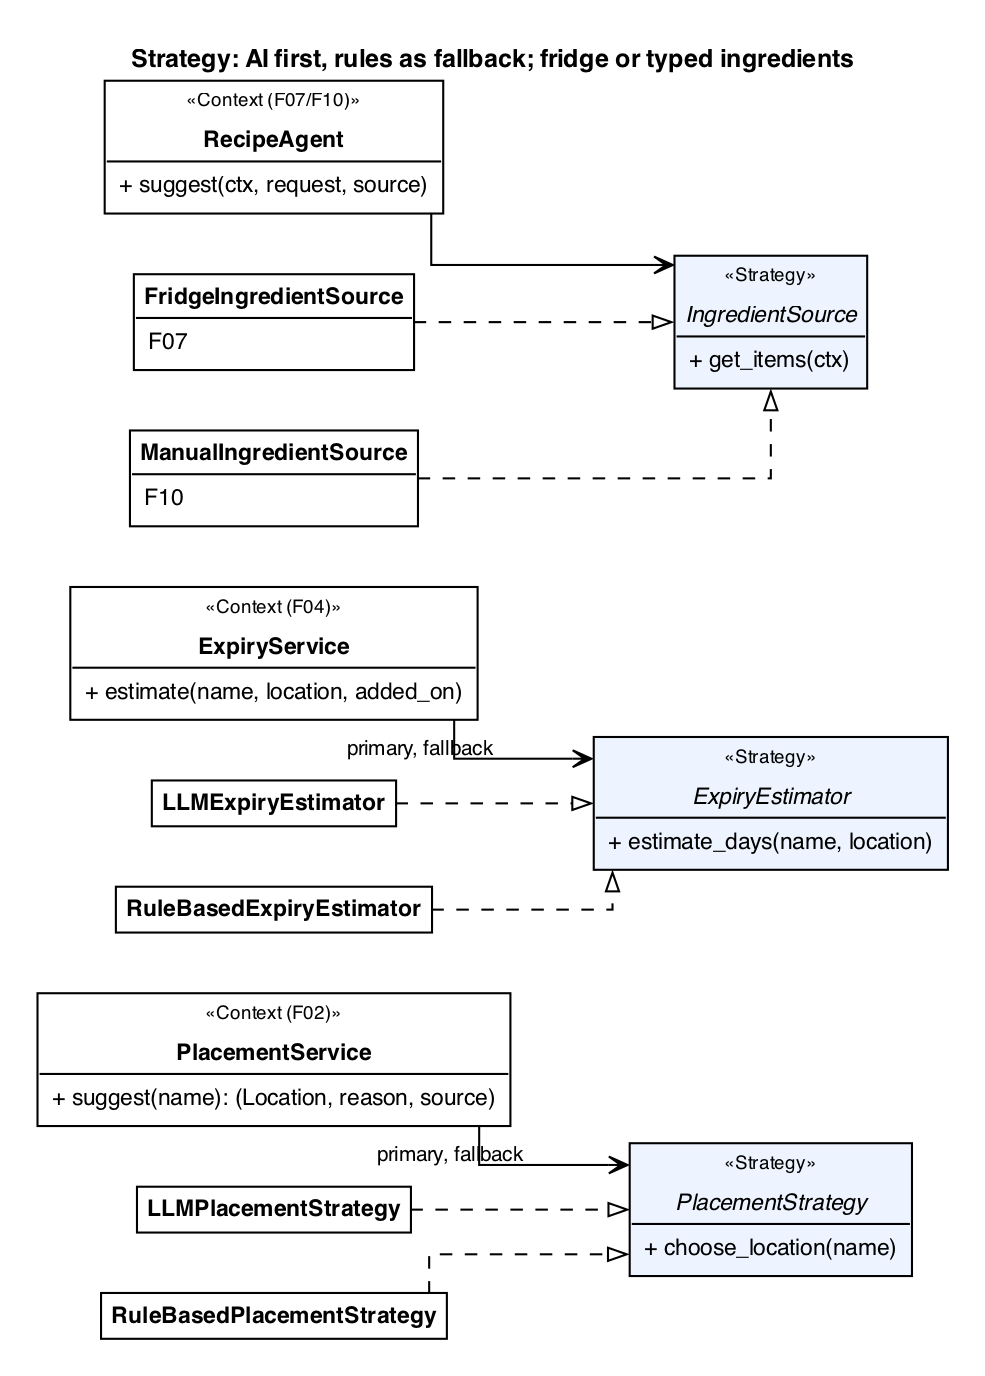 Strategy: AI first, rules as fallback; fridge or typed ingredients
«Context (F07/F10)»
RecipeAgent
+ suggest(ctx, request, source)
«Strategy»
IngredientSource
+ get_items(ctx)
FridgeIngredientSource
F07
ManualIngredientSource
F10
«Context (F04)»
ExpiryService
+ estimate(name, location, added_on)
primary, fallback
«Strategy»
ExpiryEstimator
+ estimate_days(name, location)
LLMExpiryEstimator
RuleBasedExpiryEstimator
«Context (F02)»
PlacementService
+ suggest(name): (Location, reason, source)
primary, fallback
«Strategy»
PlacementStrategy
+ choose_location(name)
LLMPlacementStrategy
RuleBasedPlacementStrategy